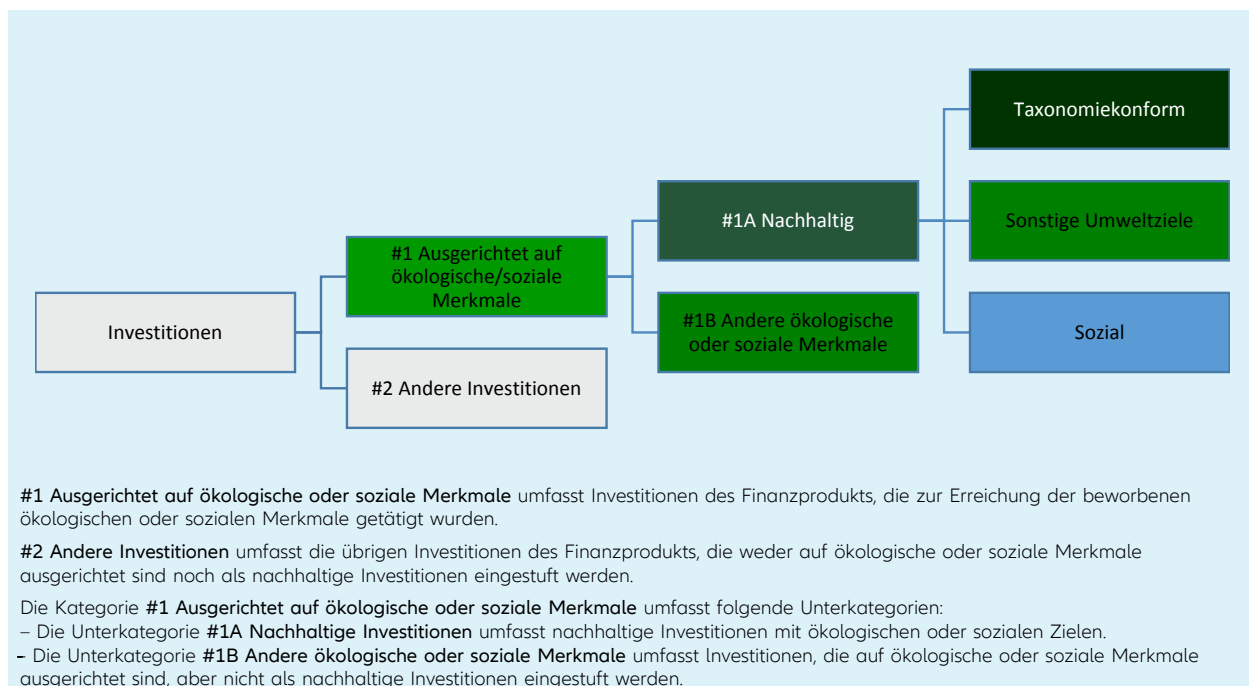 Taxonomiekonform
#1A Nachhaltig
Sonstige Umweltziele
#1 Ausgerichtet auf
ökologische/soziale
Merkmale
Investitionen
#1B Andere ökologische
oder soziale Merkmale
Sozial
#2 Andere Investitionen
#1 Ausgerichtet auf ökologische oder soziale Merkmale umfasst Investitionen des Finanzprodukts, die zur Erreichung der beworbenen
ökologischen oder sozialen Merkmale getätigt wurden.
#2 Andere Investitionen umfasst die übrigen Investitionen des Finanzprodukts, die weder auf ökologische oder soziale Merkmale
ausgerichtet sind noch als nachhaltige Investitionen eingestuft werden.
Die Kategorie #1 Ausgerichtet auf ökologische oder soziale Merkmale umfasst folgende Unterkategorien:
– Die Unterkategorie #1A Nachhaltige Investitionen umfasst nachhaltige Investitionen mit ökologischen oder sozialen Zielen.
– Die Unterkategorie #1B Andere ökologische oder soziale Merkmale umfasst Investitionen, die auf ökologische oder soziale Merkmale
ausgerichtet sind, aber nicht als nachhaltige Investitionen eingestuft werden.